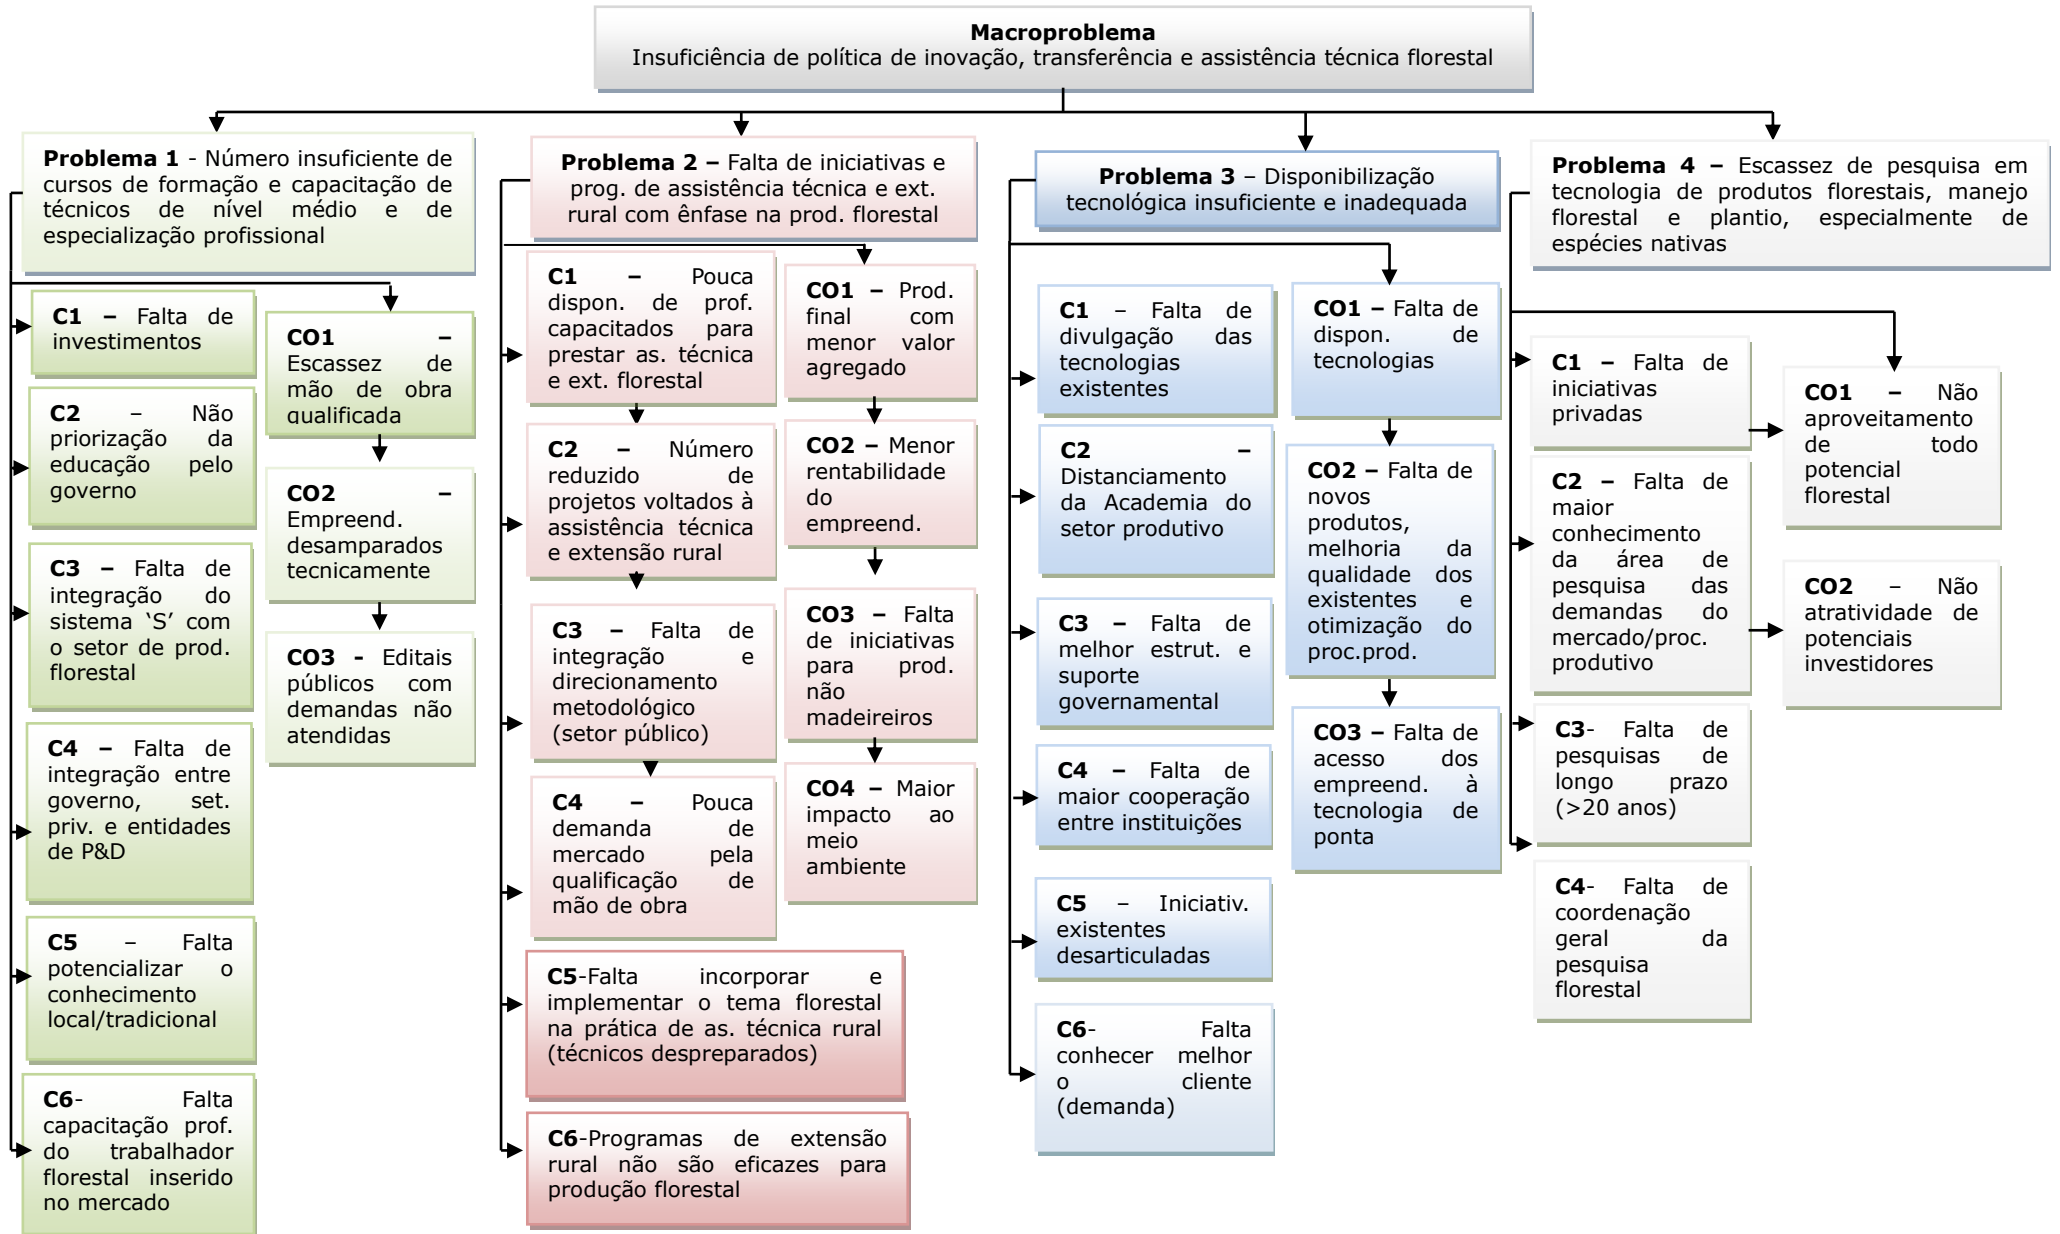 Macroproblema
Insuficiência de política de inovação, transferência e assistência técnica florestal
Problema 1 - Número insuficiente de
cursos de formação e capacitação de
técnicos de nível médio e de
especialização profissional
C1 – Falta de
investimentos
C2 – Não
priorização da
educação pelo
governo
C3 – Falta de
integração do
sistema ‘S’ com
o setor de prod.
florestal
C4 – Falta de
integração entre
governo, set.
priv. e entidades
de P&D
C5 – Falta
potencializar o
conhecimento
local/tradicional
C6- Falta
capacitação prof.
do trabalhador
florestal inserido
no mercado
CO1 –
Escassez de
mão de obra
qualificada
CO2 –
Empreend.
desamparados
tecnicamente
CO3 - Editais
públicos com
demandas não
atendidas
Problema 2 – Falta de iniciativas e
prog. de assistência técnica e ext.
rural com ênfase na prod. florestal
C1 – Pouca
dispon. de prof.
capacitados para
prestar as. técnica
e ext. florestal
C2 – Número
reduzido de
projetos voltados à
assistência técnica
e extensão rural
C3 – Falta de
integração e
direcionamento
metodológico
(setor público)
C4 – Pouca
demanda de
mercado pela
qualificação de
mão de obra
C5-Falta incorporar e
implementar o tema florestal
na prática de as. técnica rural
(técnicos despreparados)
C6-Programas de extensão
rural não são eficazes para
produção florestal
CO1 – Prod.
final com
menor valor
agregado
CO2 – Menor
rentabilidade
do
empreend.
CO3 – Falta
de iniciativas
para prod.
não
madeireiros
CO4 – Maior
impacto ao
meio
ambiente
Problema 3 – Disponibilização
tecnológica insuficiente e inadequada
C1 – Falta de
divulgação das
tecnologias
existentes
C2 –
Distanciamento
da Academia do
setor produtivo
C3 – Falta de
melhor estrut. e
suporte
governamental
C4 – Falta de
maior cooperação
entre instituições
C5 – Iniciativ.
existentes
desarticuladas
C6- Falta
conhecer melhor
o cliente
(demanda)
CO1 – Falta de
dispon. de
tecnologias
CO2 – Falta de
novos
produtos,
melhoria da
qualidade dos
existentes e
otimização do
proc.prod.
CO3 – Falta de
acesso dos
empreend. à
tecnologia de
ponta
Problema 4 – Escassez de pesquisa em
tecnologia de produtos florestais, manejo
florestal e plantio, especialmente de
espécies nativas
C1 – Falta de
iniciativas
privadas
C2 – Falta de
maior
conhecimento
da área de
pesquisa das
demandas do
mercado/proc.
produtivo
C3- Falta de
pesquisas de
longo prazo
(>20 anos)
C4- Falta de
coordenação
geral da
pesquisa
florestal
CO1 – Não
aproveitamento
de todo
potencial
florestal
CO2 – Não
atratividade de
potenciais
investidores